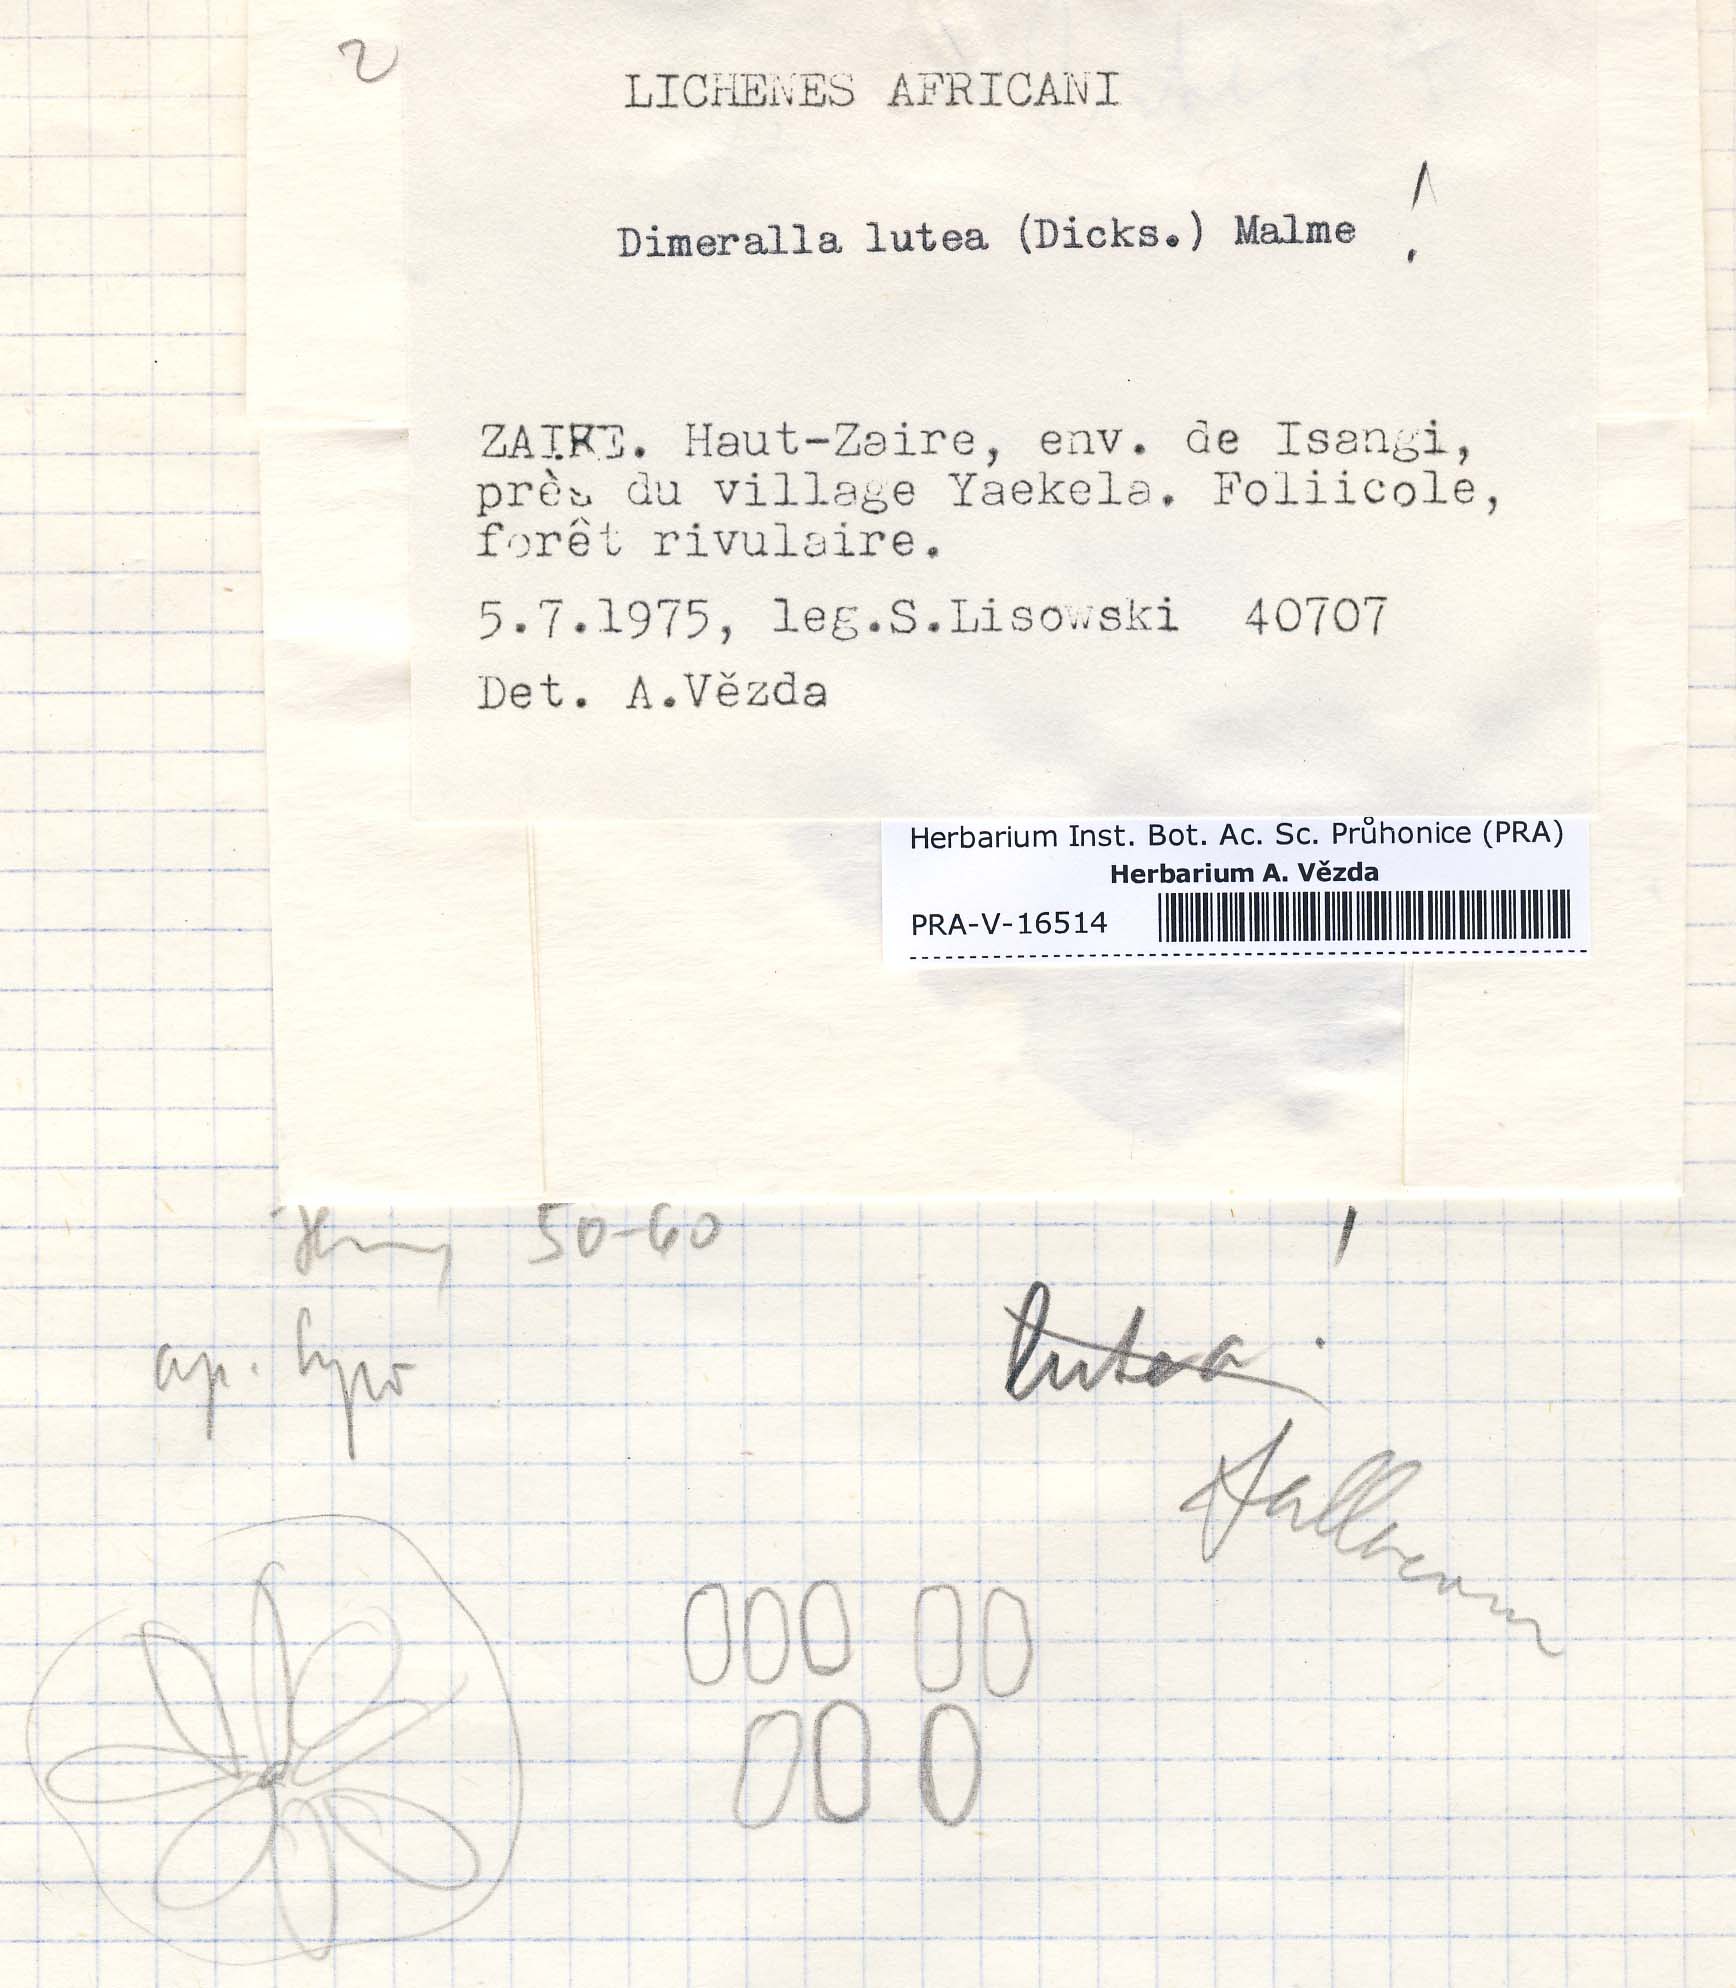 2
LICHENES AFRICANI
Dimeralla lutea (Dicks.) Malme !
ZAIRE. Haut-Zaire, env. de Isangi,
près du village Yaekela. Foliicole,
forêt rivulaire.
5.7.1975, leg.S.Lisowski 40707
Det. A.Vězda
Herbarium Inst. Bot. Ac. Sc. Průhonice (PRA)
Herbarium A. Vězda
PRA-V-16514
50-60
ap. hyp
lutea !